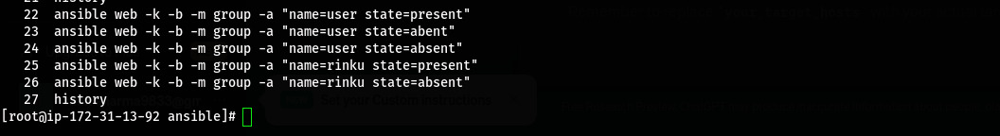 21 history
22 ansible web -k -b -m group -a "name=user state=present"
23 ansible web -k -b -m group -a "name=user state=abent"
24 ansible web -k -b -m group -a "name=user state=absent"
25 ansible web -k -b -m group -a "name=rinku state=present"
26 ansible web -k -b -m group -a "name=rinku state=absent"
27 history
Set your Custom instructions
[root@ip-172-31-13-92 ansible]#